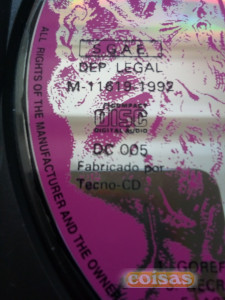 ALL RIGHTS OF THE MANUFACTURER AND THE OWNER
S.G.A.E.
DEP. LEGAL
M-11619-1992
COMPACT
disc
DIGITAL AUDIO
DC 005
Fabricado por
Tecno-CD
coisas